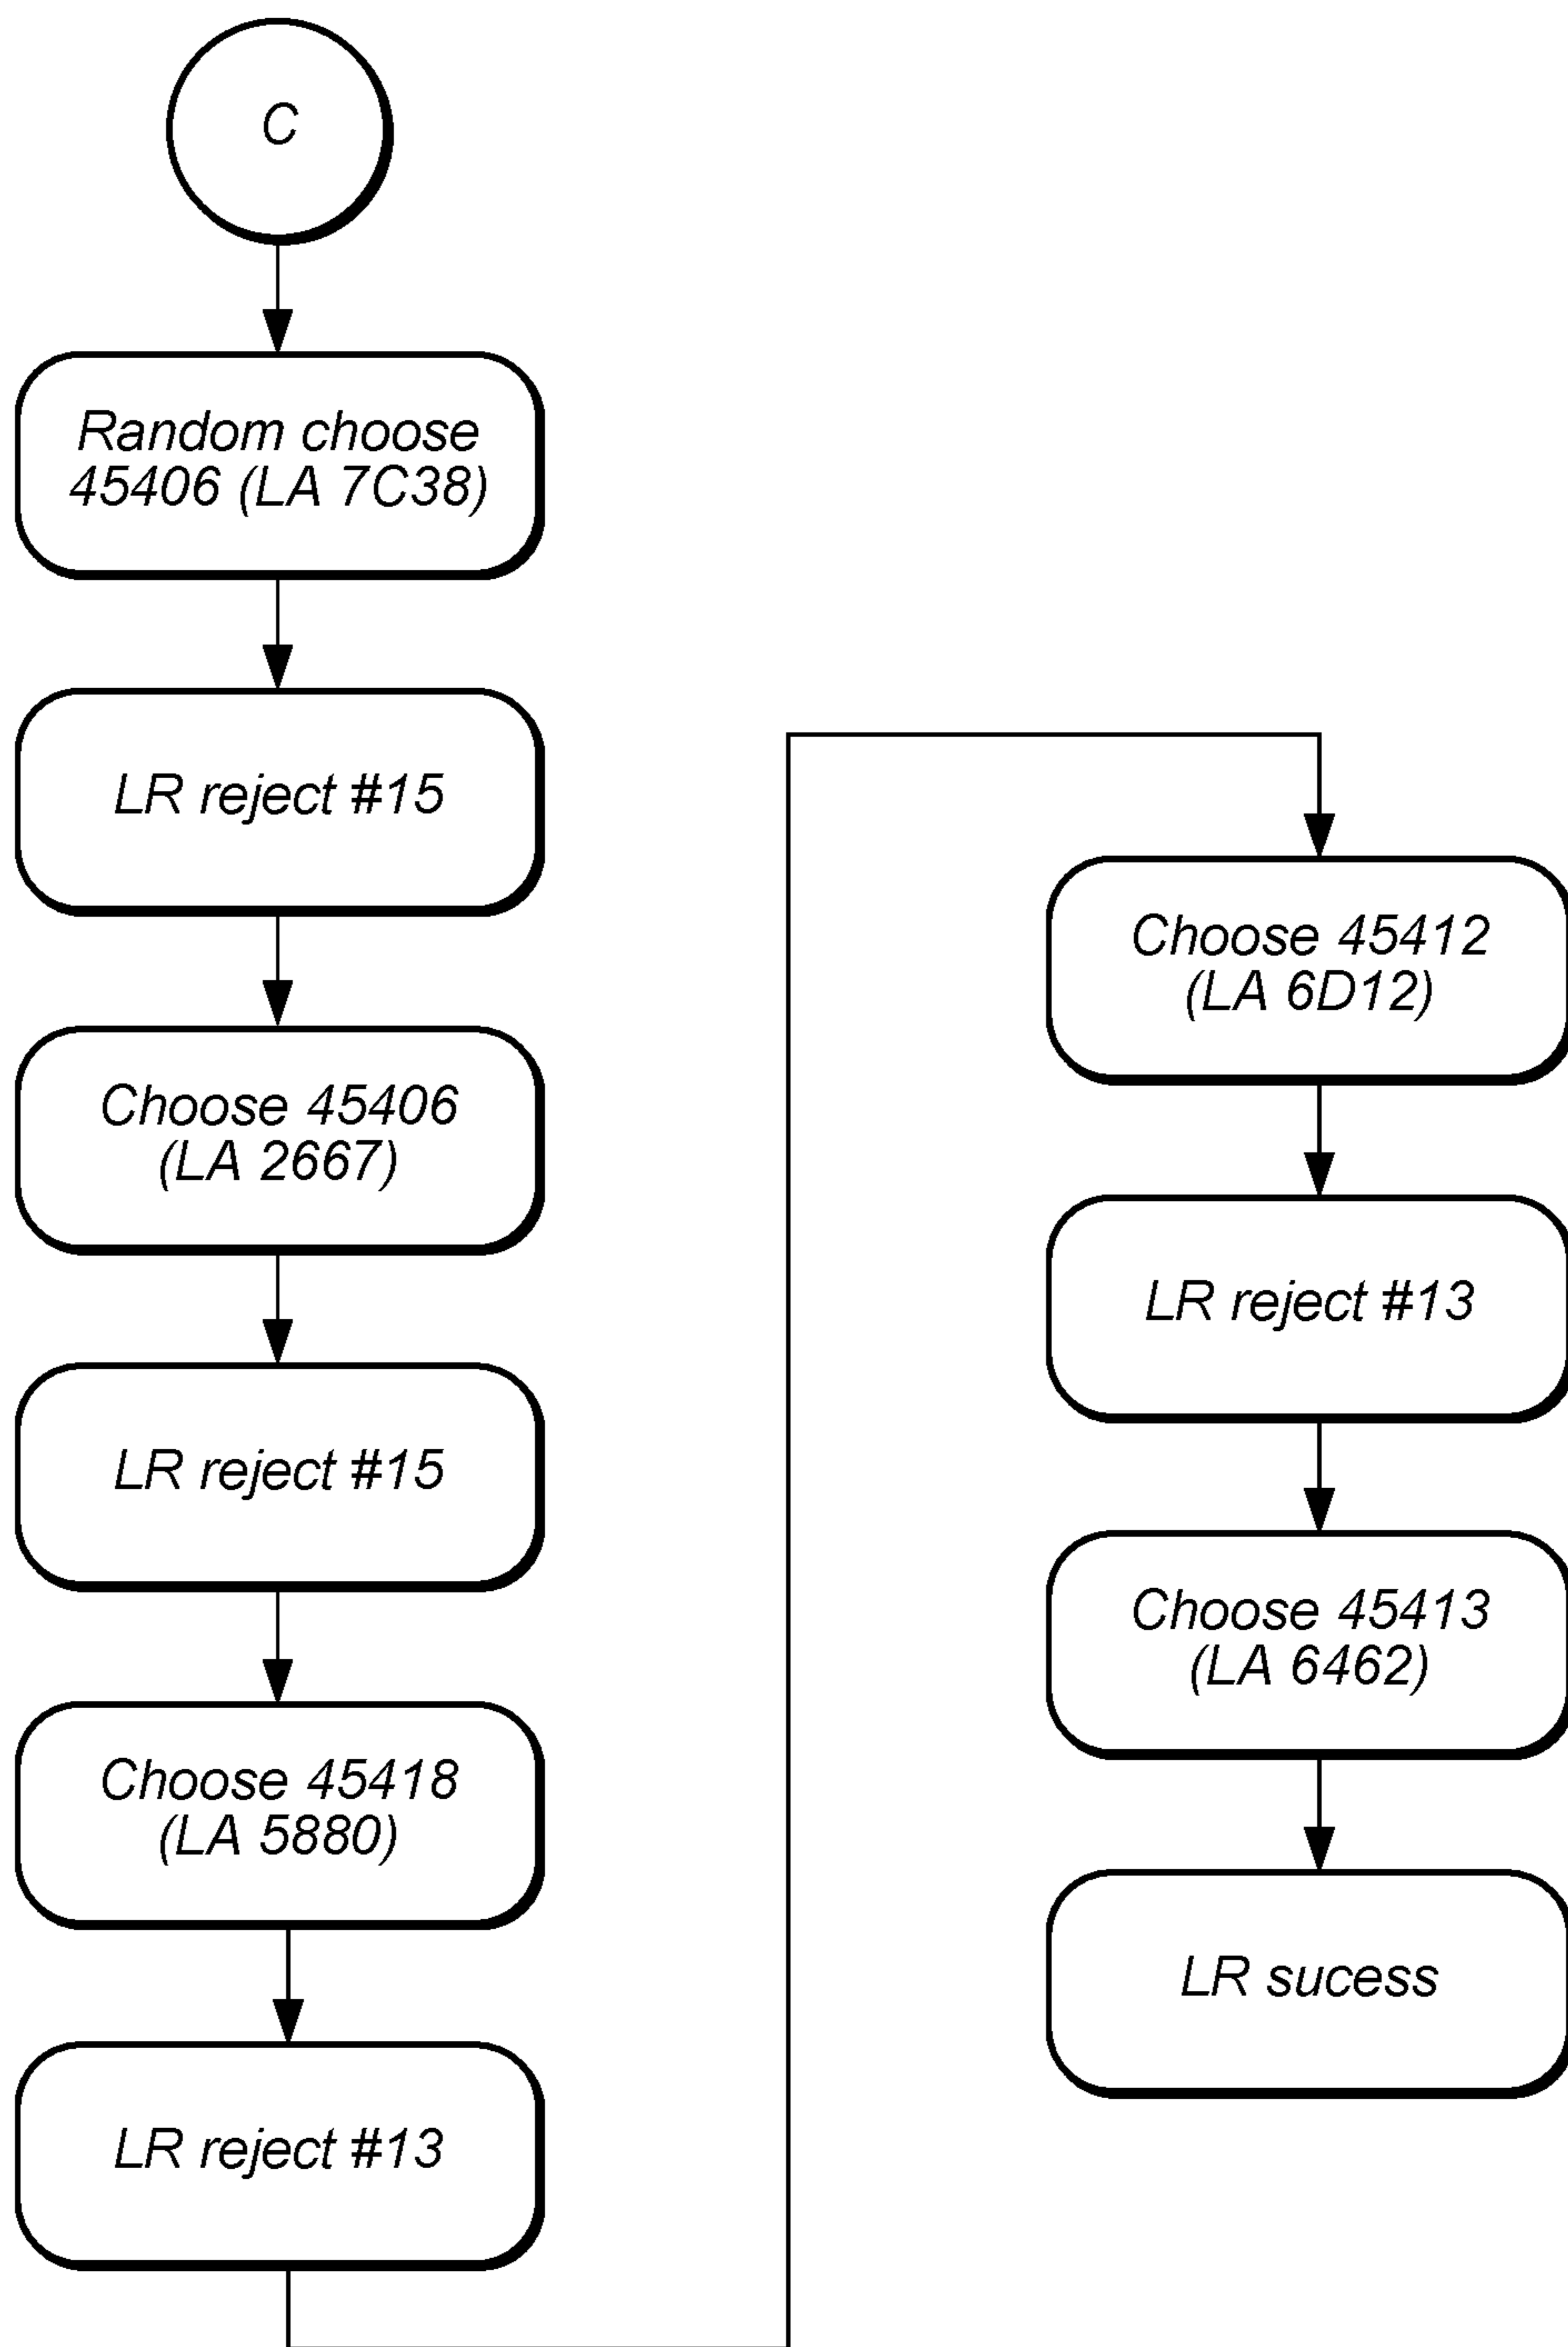 C
Random choose
45406 (LA 7C38)
LR reject #15
Choose 45406
(LA 2667)
LR reject #15
Choose 45418
(LA 5880)
LR reject #13
Choose 45412
(LA 6D12)
LR reject #13
Choose 45413
(LA 6462)
LR sucess